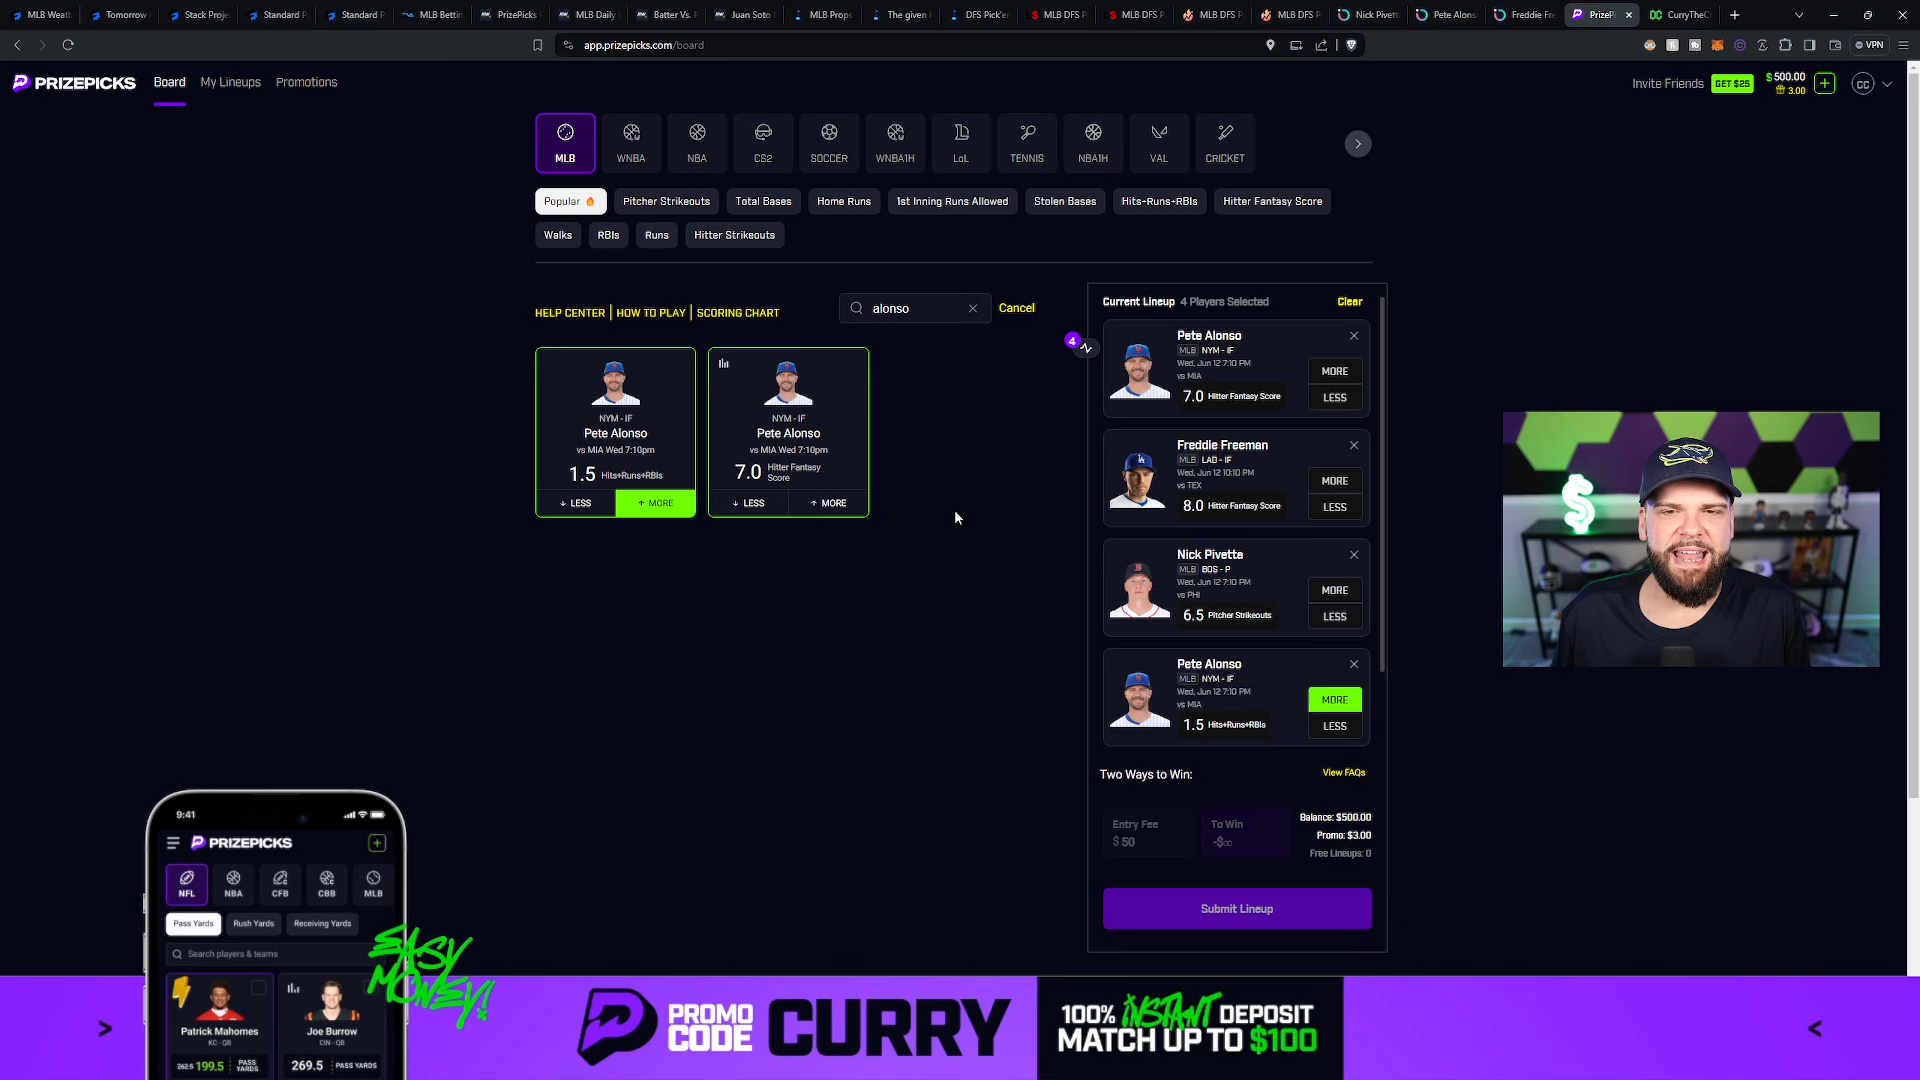 MLB Weath
Tomorrow
Stack Proje
Standard P
Standard P
MLB Bettin
PrizePicks
MLB Daily
Batter Vs. P
Juan Soto
MLB Props
The given
DFS Pick'er
MLB DFS P
MLB DFS P
MLB DFS P
MLB DFS P
Nick Pivett
Pete Alons
Freddie Fre
PrizeP
CurryTheC
app.prizepicks.com/board
VPN
PRIZEPICKS
Board
My Lineups
Promotions
Invite Friends
GET $25
$500.00
3.00
CC
MLB
WNBA
NBA
CS2
SOCCER
WNBA1H
LoL
TENNIS
NBA1H
VAL
CRICKET
Popular
Pitcher Strikeouts
Total Bases
Home Runs
1st Inning Runs Allowed
Stolen Bases
Hits-Runs+RBIs
Hitter Fantasy Score
Walks
RBIs
Runs
Hitter Strikeouts
HELP CENTER | HOW TO PLAY | SCORING CHART
alonso
Cancel
NYM - IF
Pete Alonso
vs MIA Wed 7:10pm
1.5 Hits+Runs+RBIs
LESS
MORE
NYM - IF
Pete Alonso
vs MIA Wed 7:10pm
7.0 Hitter Fantasy
Score
LESS
MORE
4
Current Lineup 4 Players Selected
Clear
Pete Alonso
MLB NYM - IF
Wed, Jun 12 7:10 PM
vs MIA
7.0 Hitter Fantasy Score
MORE
LESS
Freddie Freeman
MLB LAD - IF
Wed, Jun 12 10:10 PM
vs TEX
8.0 Hitter Fantasy Score
MORE
LESS
Nick Pivetta
MLB BOS - P
Wed, Jun 12 7:10 PM
vs PHI
6.5 Pitcher Strikeouts
MORE
LESS
Pete Alonso
MLB NYM - IF
Wed, Jun 12 7:10 PM
vs MIA
1.5 Hits+Runs+RBIs
MORE
LESS
Two Ways to Win:
View FAQs
Entry Fee
$ 50
To Win
-$∞
Balance: $500.00
Promo: $3.00
Free Lineups: 0
Submit Lineup
9:41
PRIZEPICKS
NFL
NBA
CFB
CBB
MLB
Pass Yards
Rush Yards
Receiving Yards
Search players & teams
Patrick Mahomes
KC - QB
262.5 199.5 PASS
YARDS
Joe Burrow
CIN - QB
269.5 PASS YARDS
EASY
MONEY!
PROMO
CODE
CURRY
100% INSTANT DEPOSIT
MATCH UP TO $100